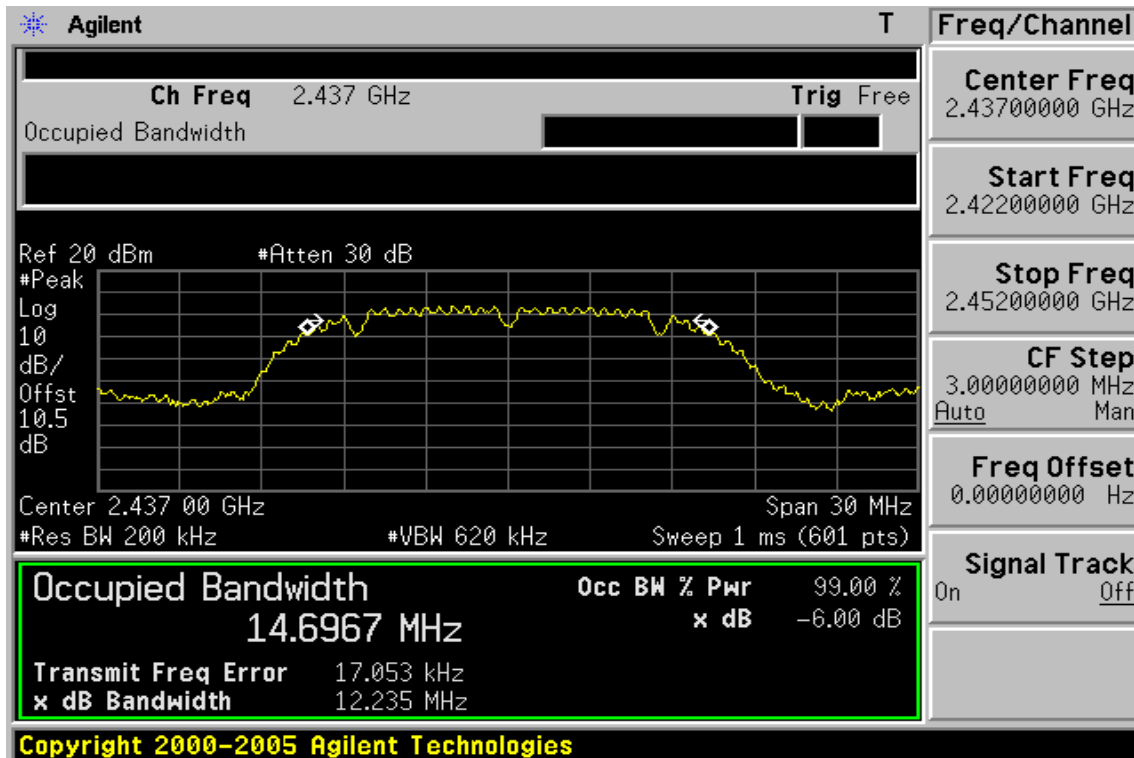 Agilent T
Ch Freq 2.437 GHz Trig Free
Occupied Bandwidth
Ref 20 dBm #Atten 30 dB
#Peak
Log
10
dB/
Offst
10.5
dB
Center 2.437 00 GHz Span 30 MHz
#Res BW 200 kHz #VBW 620 kHz Sweep 1 ms (601 pts)
Occupied Bandwidth
14.6967 MHz
Occ BW % Pwr 99.00 %
x dB -6.00 dB
Transmit Freq Error 17.053 kHz
x dB Bandwidth 12.235 MHz
Copyright 2000-2005 Agilent Technologies
Freq/Channel
Center Freq
2.43700000 GHz
Start Freq
2.42200000 GHz
Stop Freq
2.45200000 GHz
CF Step
3.00000000 MHz
Auto Man
Freq Offset
0.00000000 Hz
Signal Track
On Off